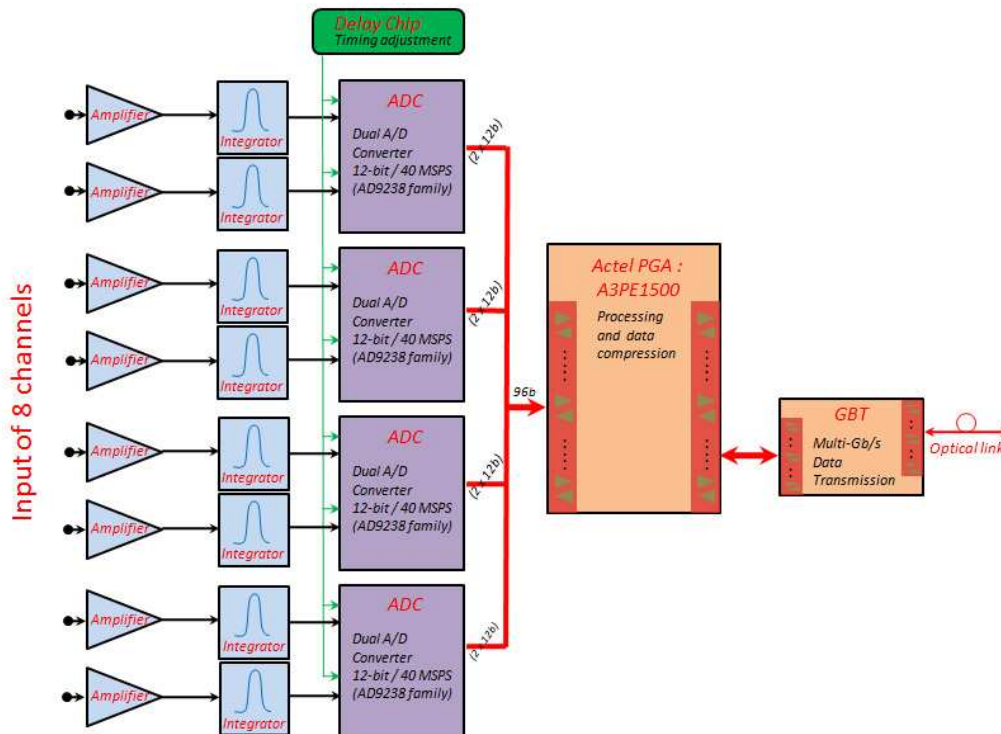 Delay Chip
Timing adjustment
Input of 8 channels
Amplifier
Integrator
Amplifier
Integrator
ADC
Dual A/D
Converter
12-bit / 40 MSPS
(AD9238 family)
(2 x 12b)
Amplifier
Integrator
Amplifier
Integrator
ADC
Dual A/D
Converter
12-bit / 40 MSPS
(AD9238 family)
(2 x 12b)
Amplifier
Integrator
Amplifier
Integrator
ADC
Dual A/D
Converter
12-bit / 40 MSPS
(AD9238 family)
(2 x 12b)
Amplifier
Integrator
Amplifier
Integrator
ADC
Dual A/D
Converter
12-bit / 40 MSPS
(AD9238 family)
(2 x 12b)
96b
Actel PGA :
A3PE1500
Processing
and data
compression
GBT
Multi-Gb/s
Data
Transmission
Optical link